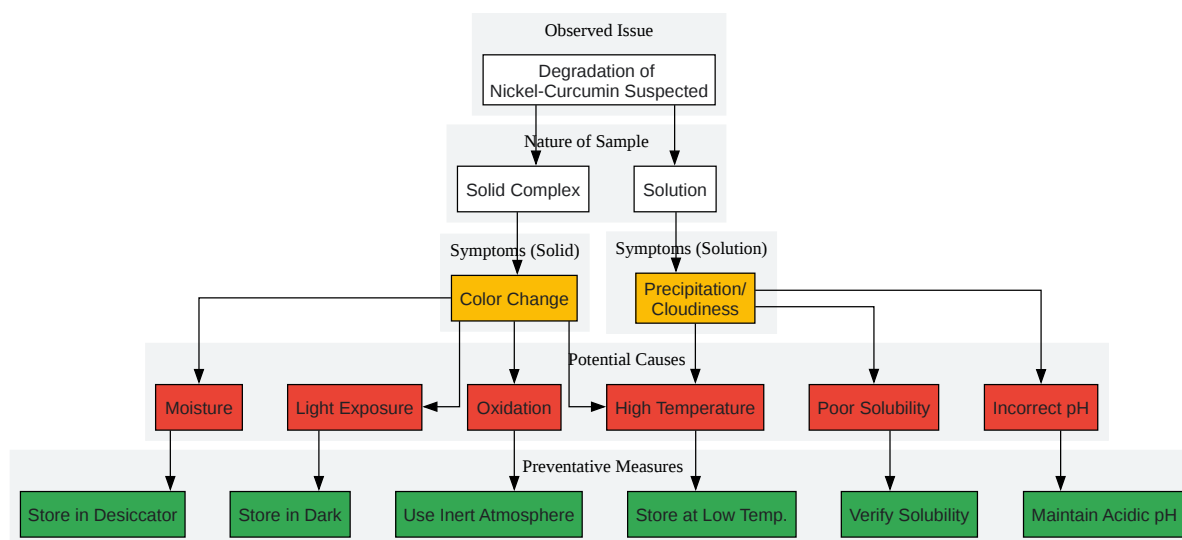 Observed Issue
Degradation of
Nickel-Curcumin Suspected
Nature of Sample
Solid Complex
Solution
Symptoms (Solid)
Symptoms (Solution)
Color Change
Precipitation/
Cloudiness
Potential Causes
Moisture
Light Exposure
Oxidation
High Temperature
Poor Solubility
Incorrect pH
Preventative Measures
Store in Desiccator
Store in Dark
Use Inert Atmosphere
Store at Low Temp.
Verify Solubility
Maintain Acidic pH